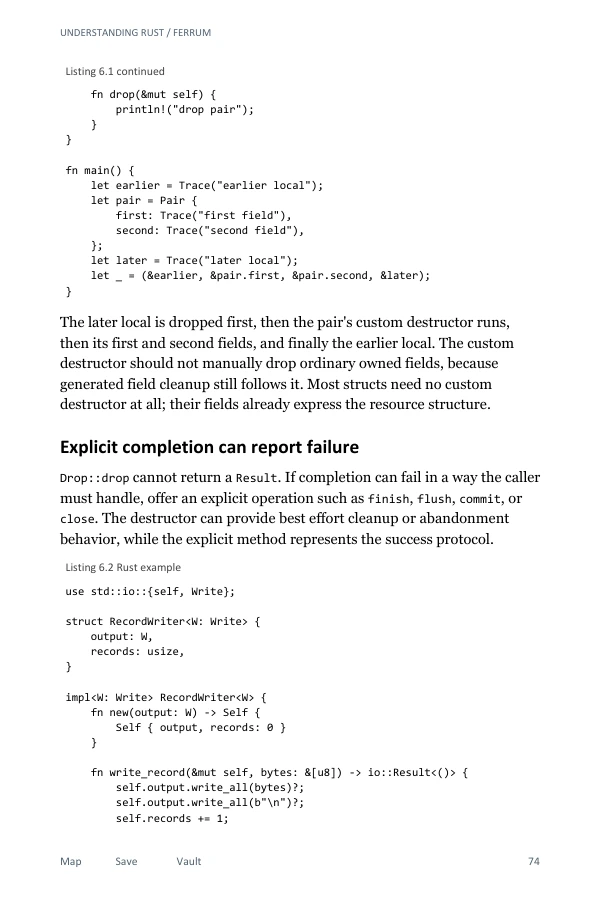 UNDERSTANDING RUST / FERRUM
Listing 6.1 continued
    fn drop(&mut self) {
        println!("drop pair");
    }
}

fn main() {
    let earlier = Trace("earlier local");
    let pair = Pair {
        first: Trace("first field"),
        second: Trace("second field"),
    };
    let later = Trace("later local");
    let _ = (&earlier, &pair.first, &pair.second, &later);
}
The later local is dropped first, then the pair's custom destructor runs,
then its first and second fields, and finally the earlier local. The custom
destructor should not manually drop ordinary owned fields, because
generated field cleanup still follows it. Most structs need no custom
destructor at all; their fields already express the resource structure.
Explicit completion can report failure
Drop::drop cannot return a Result. If completion can fail in a way the caller
must handle, offer an explicit operation such as finish, flush, commit, or
close. The destructor can provide best effort cleanup or abandonment
behavior, while the explicit method represents the success protocol.
Listing 6.2 Rust example
use std::io::{self, Write};

struct RecordWriter<W: Write> {
    output: W,
    records: usize,
}

impl<W: Write> RecordWriter<W> {
    fn new(output: W) -> Self {
        Self { output, records: 0 }
    }

    fn write_record(&mut self, bytes: &[u8]) -> io::Result<()> {
        self.output.write_all(bytes)?;
        self.output.write_all(b"\n")?;
        self.records += 1;
Map Save Vault 74